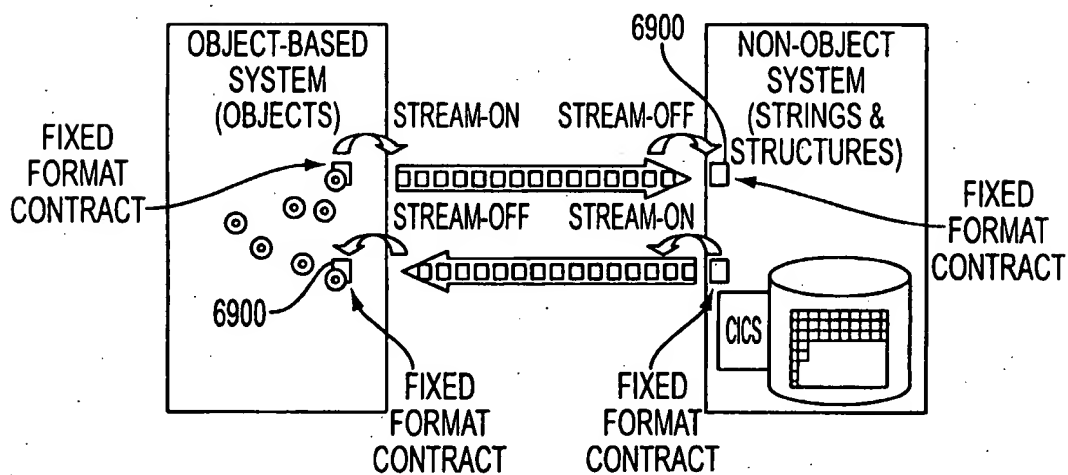 6900
OBJECT-BASED
SYSTEM
(OBJECTS)
NON-OBJECT
SYSTEM
(STRINGS &
STRUCTURES)
STREAM-ON
STREAM-OFF
FIXED
FORMAT
CONTRACT
STREAM-OFF
STREAM-ON
FIXED
FORMAT
CONTRACT
6900
CICS
FIXED
FORMAT
CONTRACT
FIXED
FORMAT
CONTRACT